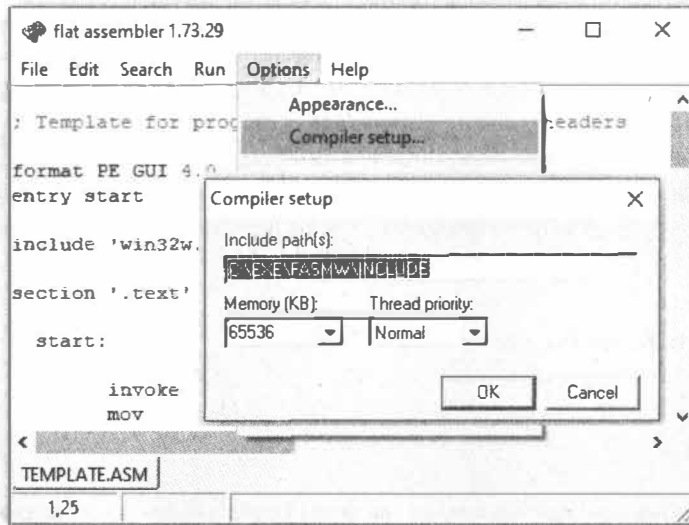 flat assembler 1.73.29
File Edit Search Run Options Help
Appearance...
; Template for prog eaders
Compiler setup...
format PE GUI 4.0
entry start
Compiler setup
include 'win32w.
Include path(s):
C:\EXE\FASMW\INCLUDE
section '.text'
Memory (KB): Thread priority:
65536 Normal
start:
invoke
OK Cancel
mov
TEMPLATE.ASM
1,25